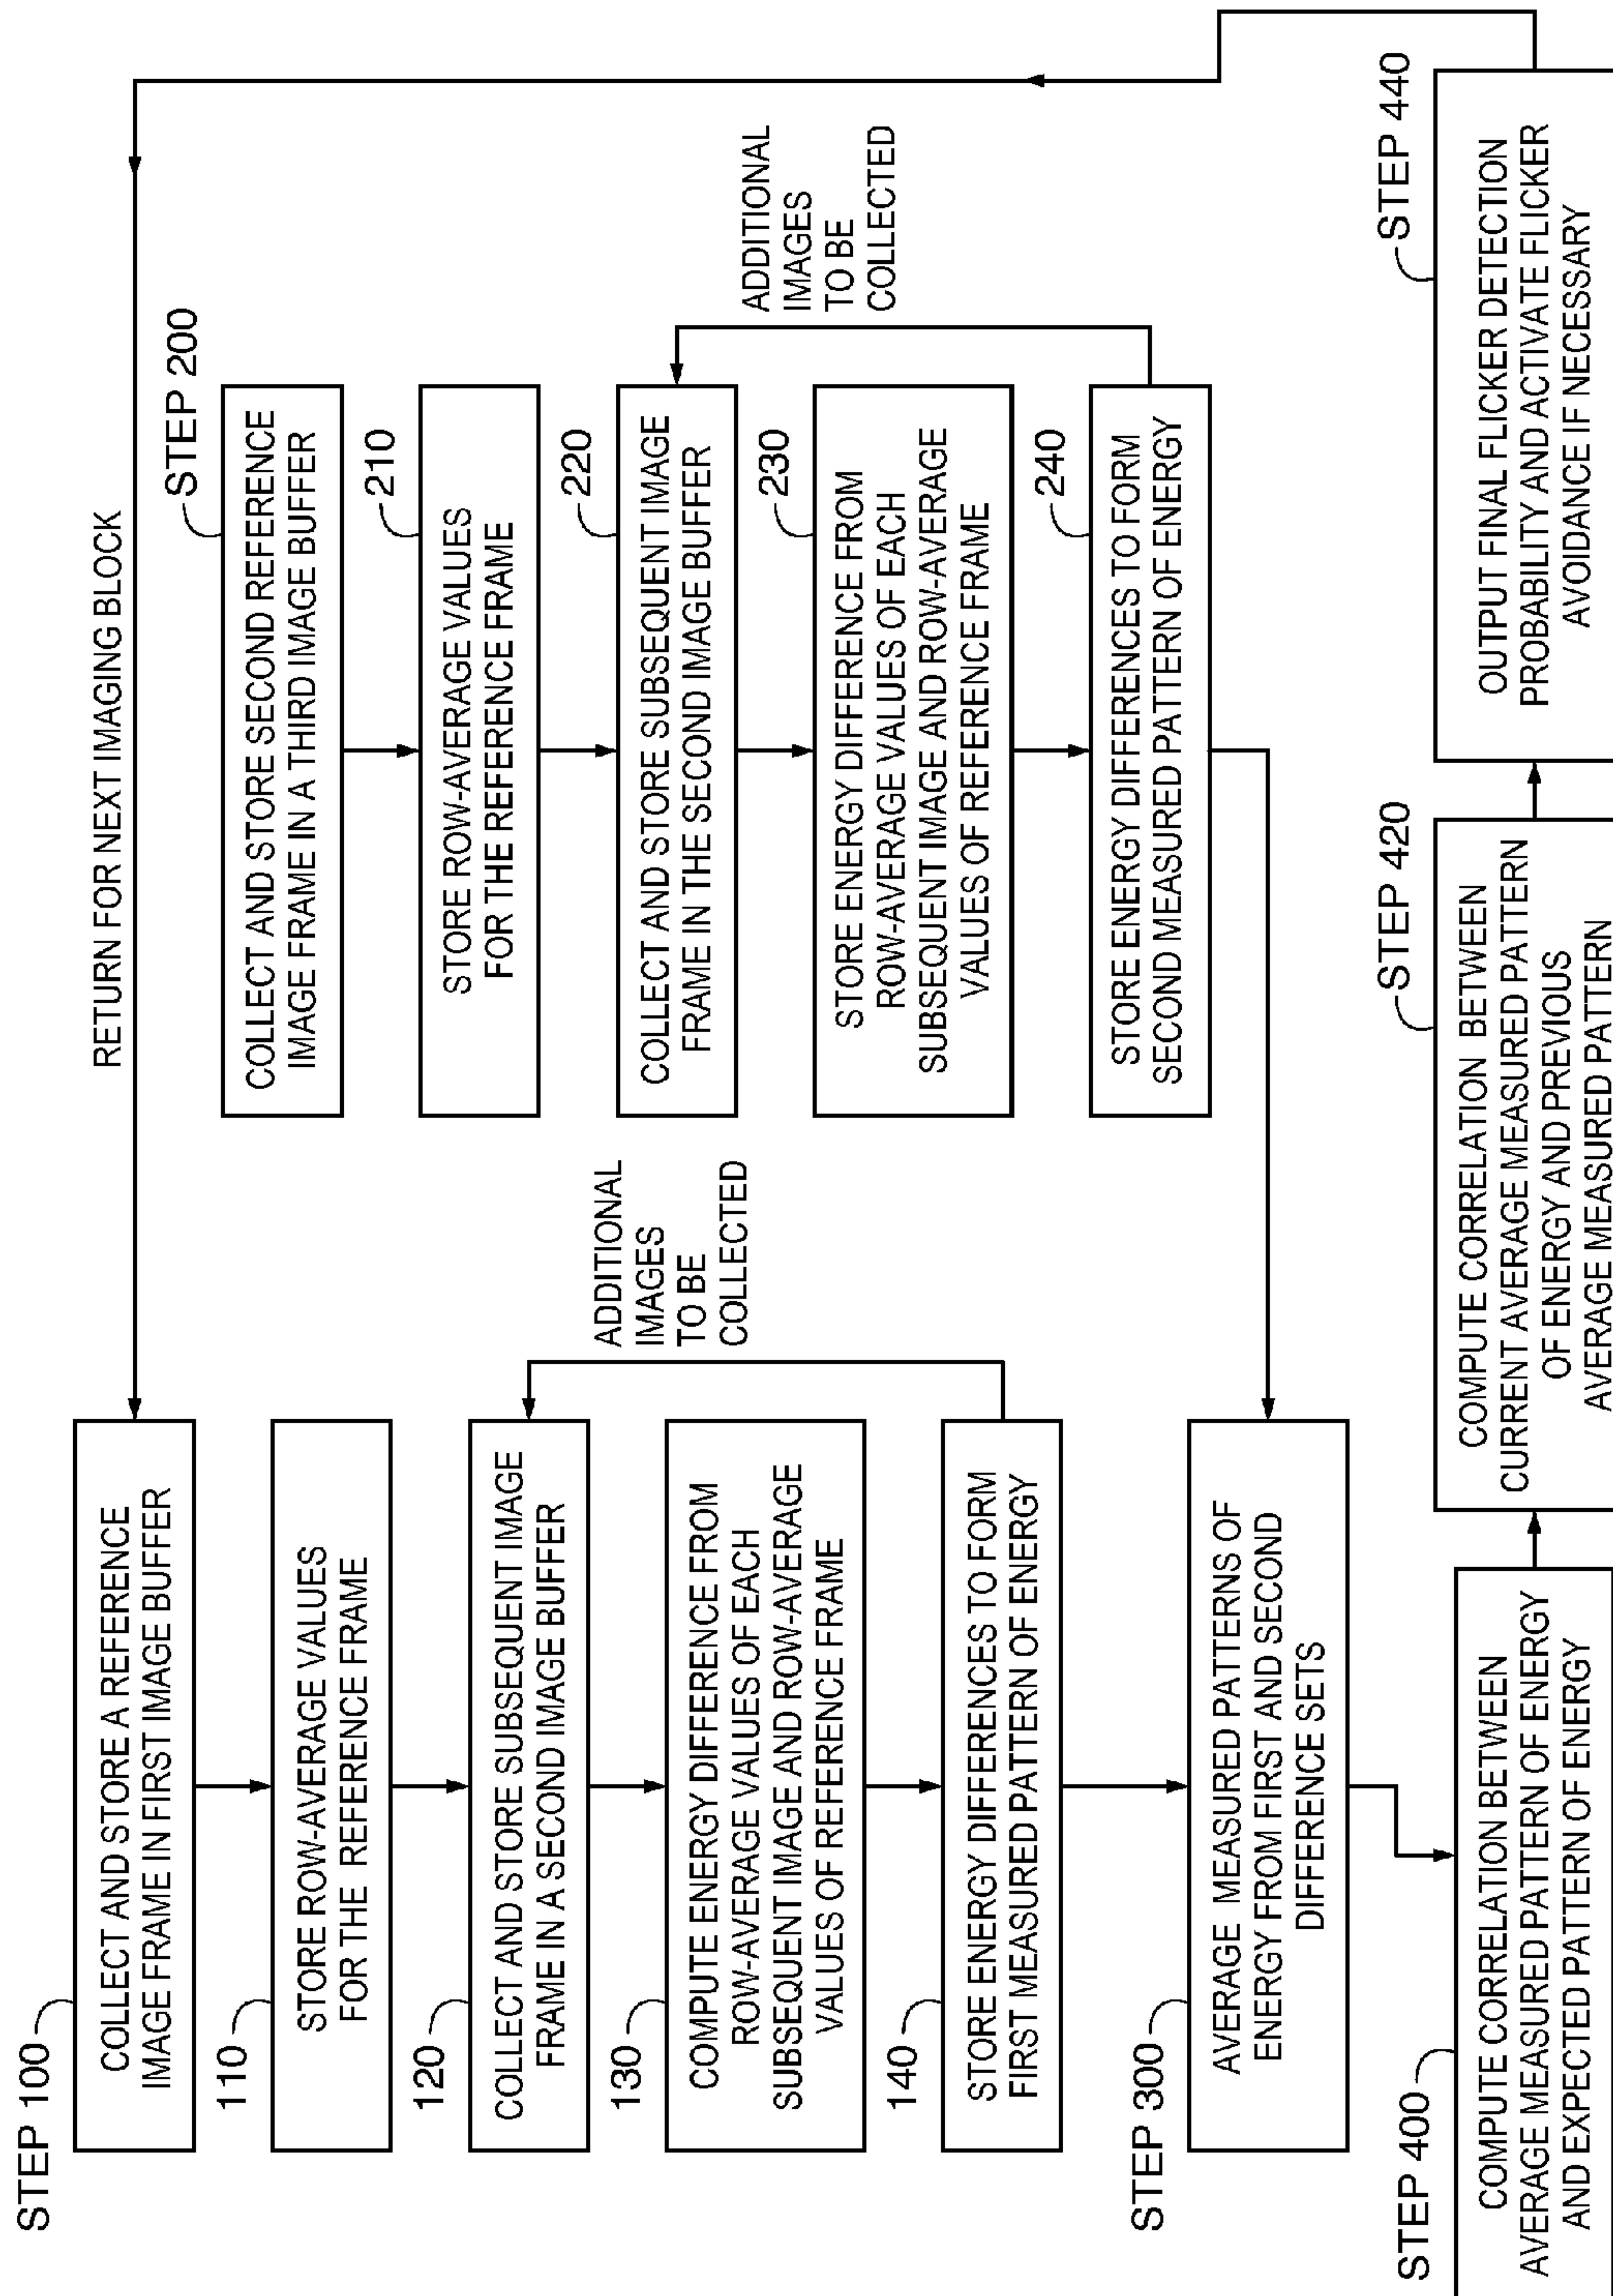 RETURN FOR NEXT IMAGING BLOCK
STEP 100
COLLECT AND STORE A REFERENCE
IMAGE FRAME IN FIRST IMAGE BUFFER
110
STORE ROW-AVERAGE VALUES
FOR THE REFERENCE FRAME
120
COLLECT AND STORE SUBSEQUENT IMAGE
FRAME IN A SECOND IMAGE BUFFER
130
COMPUTE ENERGY DIFFERENCE FROM
ROW-AVERAGE VALUES OF EACH
SUBSEQUENT IMAGE AND ROW-AVERAGE
VALUES OF REFERENCE FRAME
140
STORE ENERGY DIFFERENCES TO FORM
FIRST MEASURED PATTERN OF ENERGY
ADDITIONAL
IMAGES
TO BE
COLLECTED
STEP 200
COLLECT AND STORE SECOND REFERENCE
IMAGE FRAME IN A THIRD IMAGE BUFFER
210
STORE ROW-AVERAGE VALUES
FOR THE REFERENCE FRAME
220
COLLECT AND STORE SUBSEQUENT IMAGE
FRAME IN THE SECOND IMAGE BUFFER
230
STORE ENERGY DIFFERENCE FROM
ROW-AVERAGE VALUES OF EACH
SUBSEQUENT IMAGE AND ROW-AVERAGE
VALUES OF REFERENCE FRAME
240
STORE ENERGY DIFFERENCES TO FORM
SECOND MEASURED PATTERN OF ENERGY
ADDITIONAL
IMAGES
TO BE
COLLECTED
STEP 300
AVERAGE MEASURED PATTERNS OF
ENERGY FROM FIRST AND SECOND
DIFFERENCE SETS
STEP 400
COMPUTE CORRELATION BETWEEN
AVERAGE MEASURED PATTERN OF ENERGY
AND EXPECTED PATTERN OF ENERGY
STEP 420
COMPUTE CORRELATION BETWEEN
CURRENT AVERAGE MEASURED PATTERN
OF ENERGY AND PREVIOUS
AVERAGE MEASURED PATTERN
STEP 440
OUTPUT FINAL FLICKER DETECTION
PROBABILITY AND ACTIVATE FLICKER
AVOIDANCE IF NECESSARY